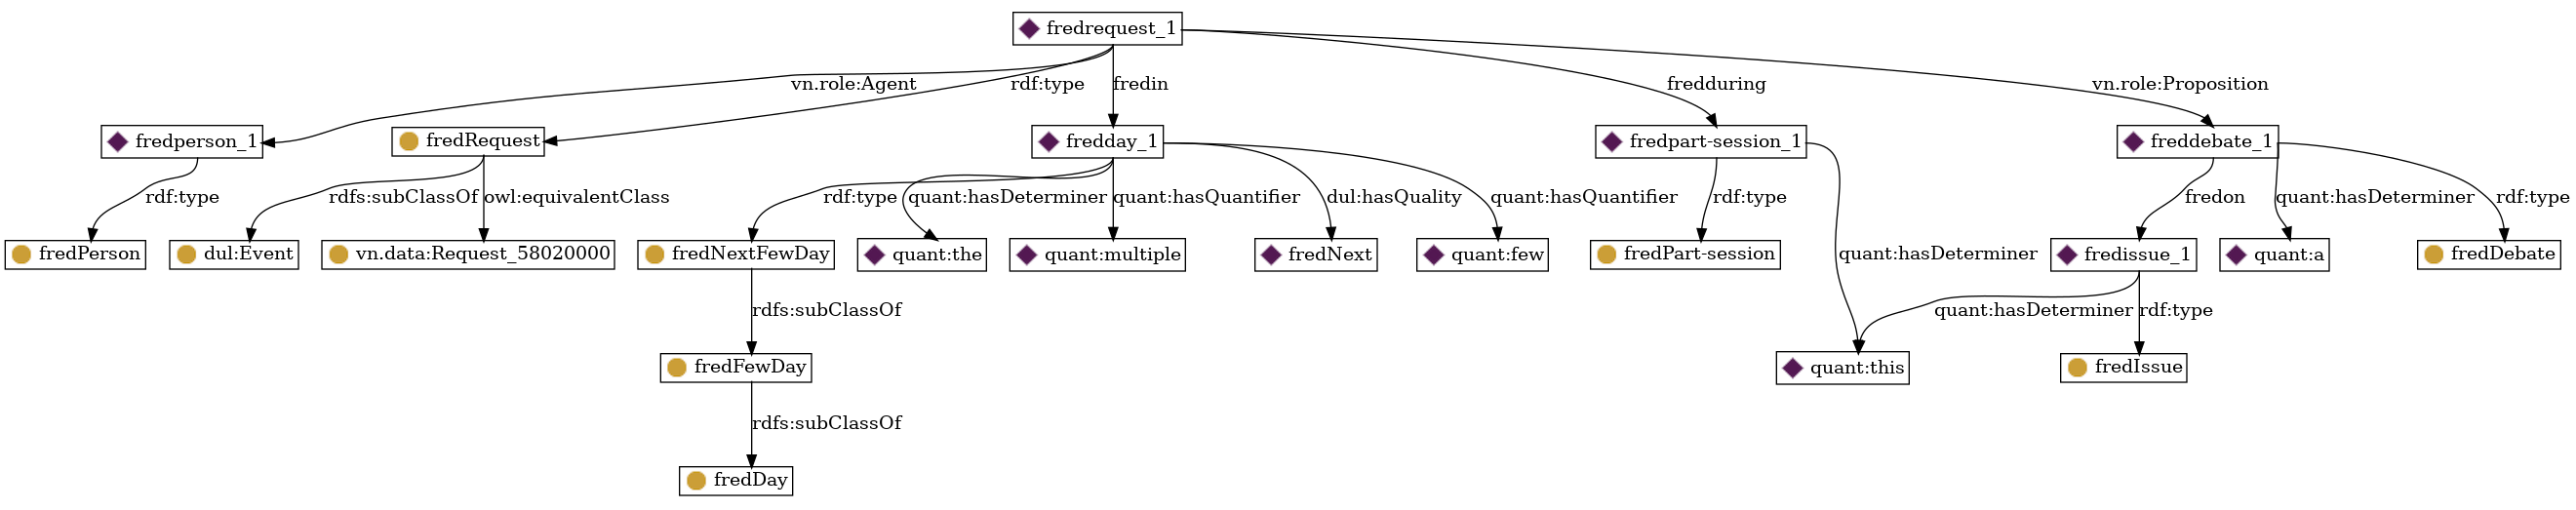 fredrequest_1
vn.role:Agent
rdf:type
fredin
fredduring
vn.role:Proposition
fredperson_1
fredRequest
fredday_1
fredpart-session_1
freddebate_1
rdf:type
rdfs:subClassOf
owl:equivalentClass
rdf:type
quant:hasDeterminer
quant:hasQuantifier
dul:hasQuality
quant:hasQuantifier
rdf:type
fredon
quant:hasDeterminer
rdf:type
fredPerson
dul:Event
vn.data:Request_58020000
fredNextFewDay
quant:the
quant:multiple
fredNext
quant:few
fredPart-session
quant:hasDeterminer
fredissue_1
quant:a
fredDebate
rdfs:subClassOf
quant:hasDeterminer
rdf:type
fredFewDay
quant:this
fredIssue
rdfs:subClassOf
fredDay